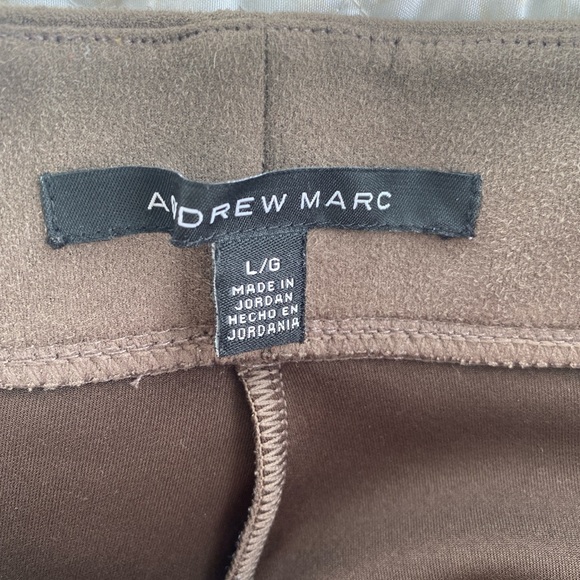 ANDREW MARC
L/G
MADE IN
JORDAN
HECHO EN
JORDANIA